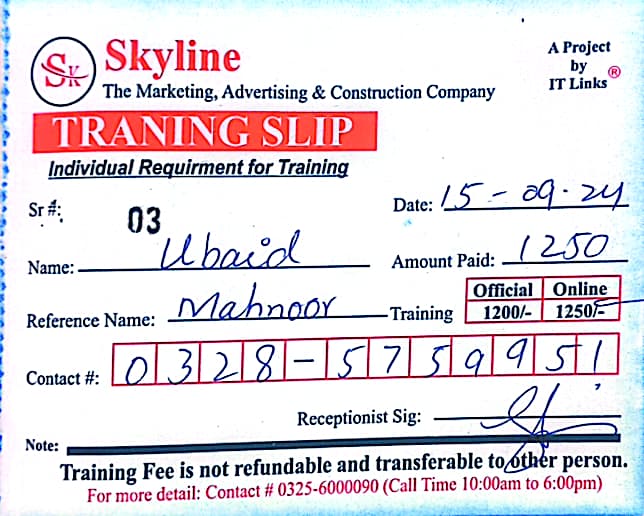 SK
Skyline
The Marketing, Advertising & Construction Company
A Project
by
IT Links®
TRANING SLIP
Individual Requirment for Training
Sr #: 03
Date: 15-09-24
Name: Ubaid
Amount Paid: 1250
Reference Name: Mahnoor
Training
Official Online
1200/- 1250/-
Contact #: 0328-5759951
Receptionist Sig:
Note:
Training Fee is not refundable and transferable to other person.
For more detail: Contact # 0325-6000090 (Call Time 10:00am to 6:00pm)